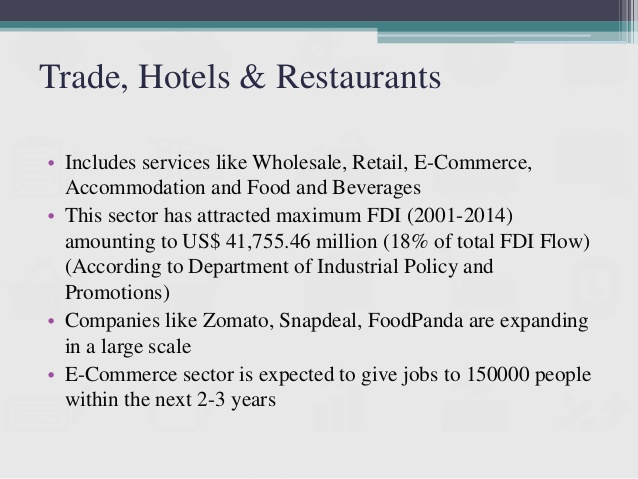 Trade, Hotels & Restaurants
• Includes services like Wholesale, Retail, E-Commerce,
Accommodation and Food and Beverages
• This sector has attracted maximum FDI (2001-2014)
amounting to US$ 41,755.46 million (18% of total FDI Flow)
(According to Department of Industrial Policy and
Promotions)
• Companies like Zomato, Snapdeal, FoodPanda are expanding
in a large scale
• E-Commerce sector is expected to give jobs to 150000 people
within the next 2-3 years